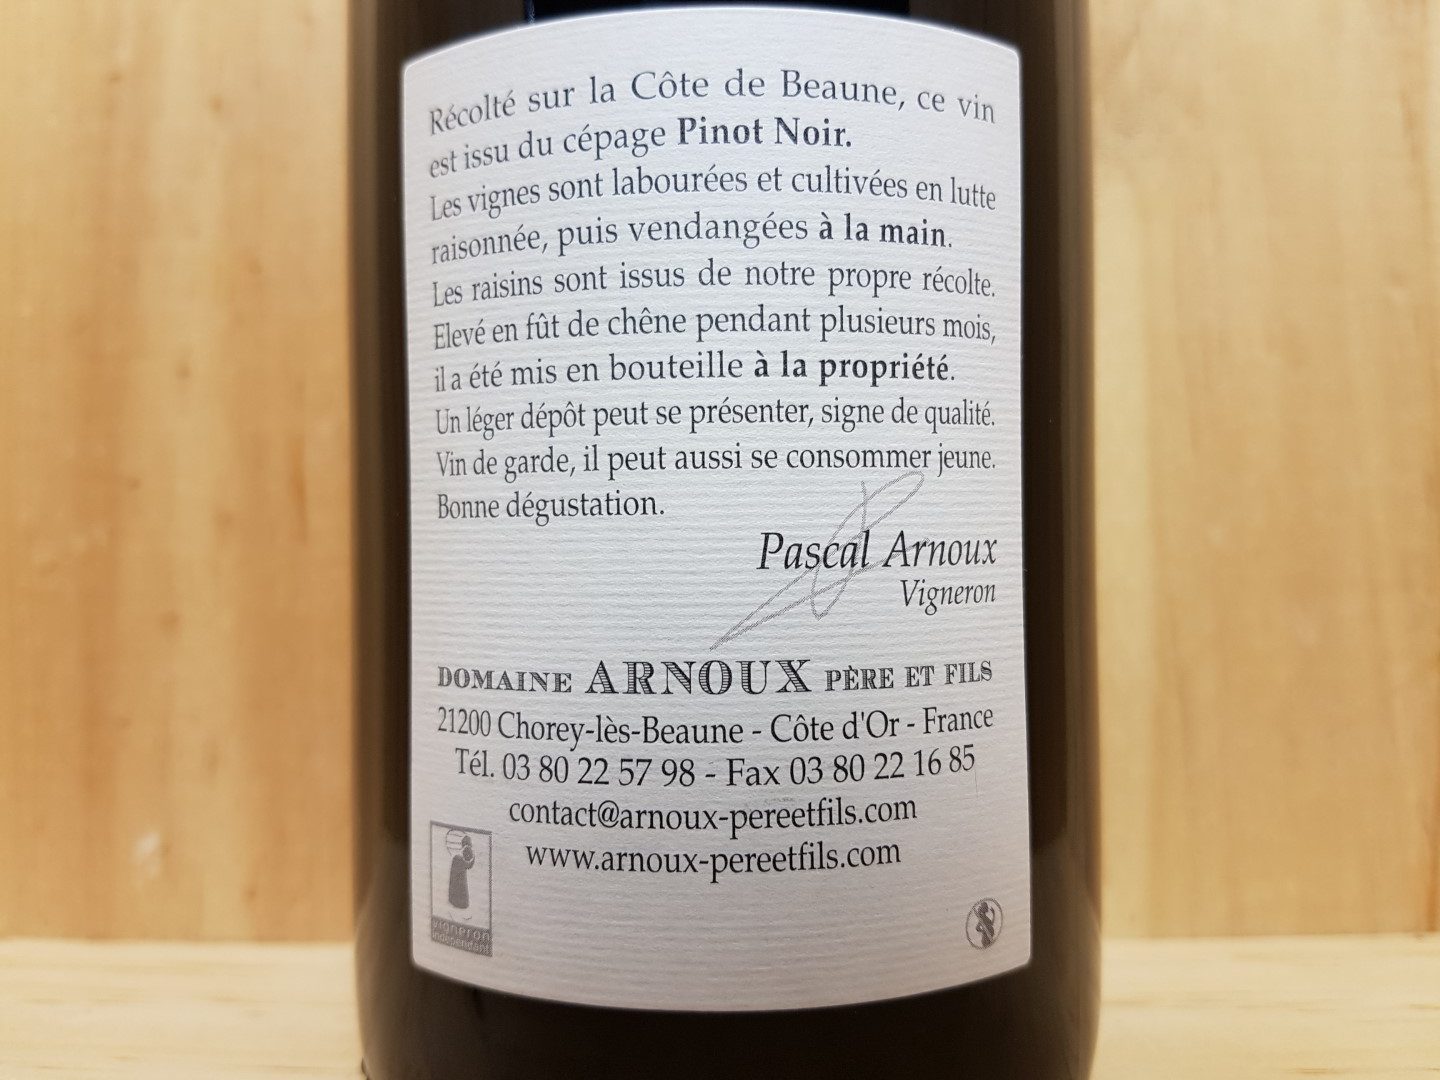 Récolté sur la Côte de Beaune, ce vin
est issu du cépage Pinot Noir.
Les vignes sont labourées et cultivées en lutte
raisonnée, puis vendangées à la main.
Les raisins sont issus de notre propre récolte.
Elevé en fût de chêne pendant plusieurs mois,
il a été mis en bouteille à la propriété.
Un léger dépôt peut se présenter, signe de qualité.
Vin de garde, il peut aussi se consommer jeune.
Bonne dégustation.
Pascal Arnoux
Vigneron
DOMAINE ARNOUX PÈRE ET FILS
21200 Chorey-lès-Beaune - Côte d'Or - France
Tél. 03 80 22 57 98 - Fax 03 80 22 16 85
contact@arnoux-pereetfils.com
www.arnoux-pereetfils.com
vigneron
indépendant